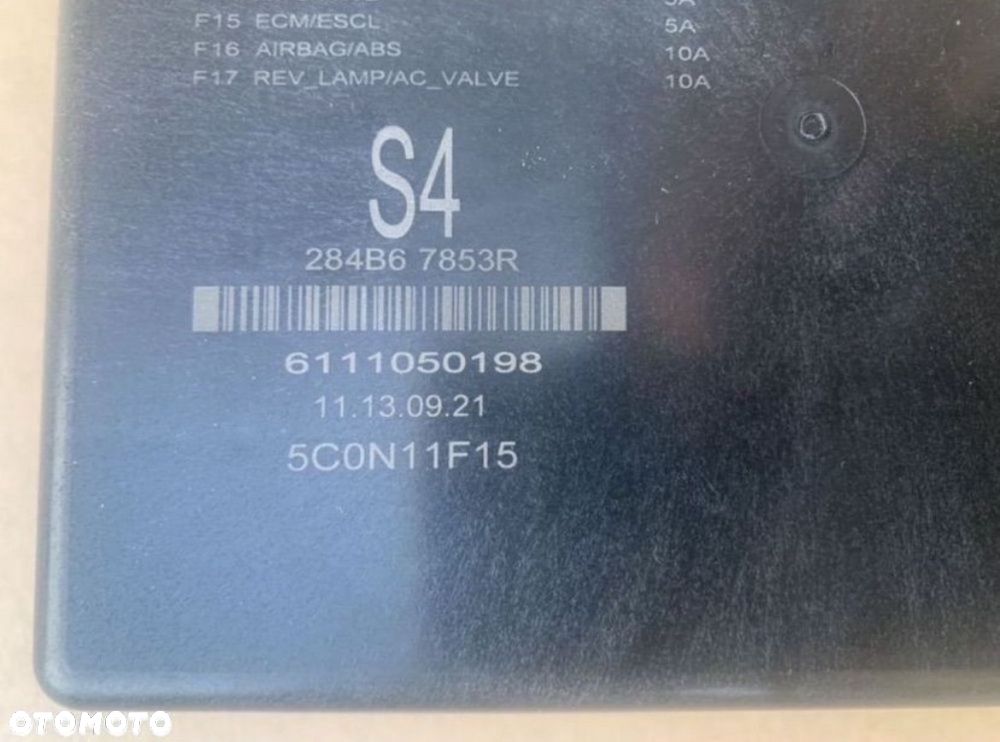 5A
F15 ECM/ESCL 5A
F16 AIRBAG/ABS 10A
F17 REV_LAMP/AC_VALVE 10A
S4
284B6 7853R
6111050198
11.13.09.21
5C0N11F15
OTOMOTO